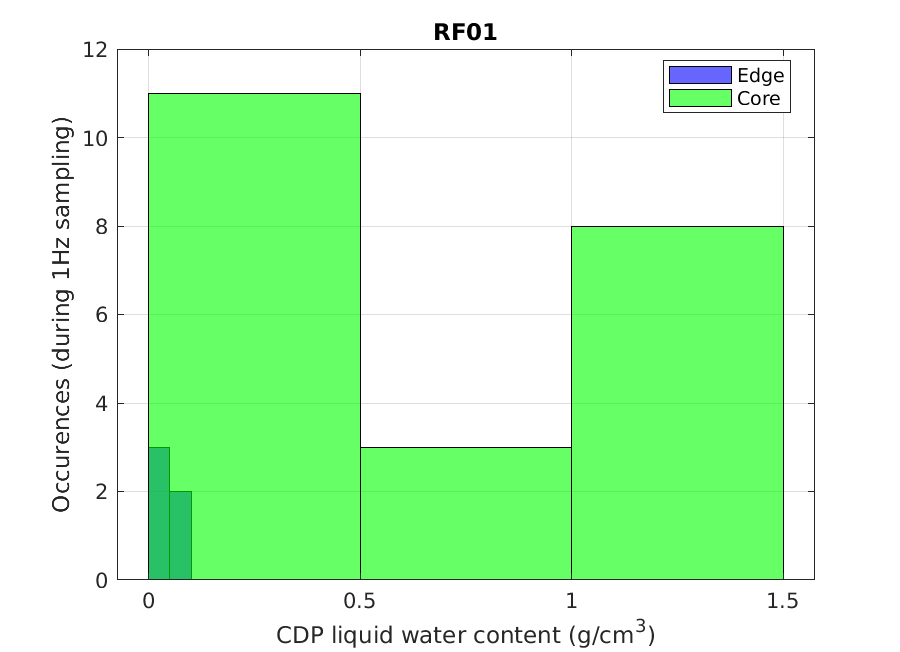 RF01
Edge
Core
12
10
8
6
4
2
0
Occurences (during 1Hz sampling)
0
0.5
1
1.5
CDP liquid water content (g/cm³)